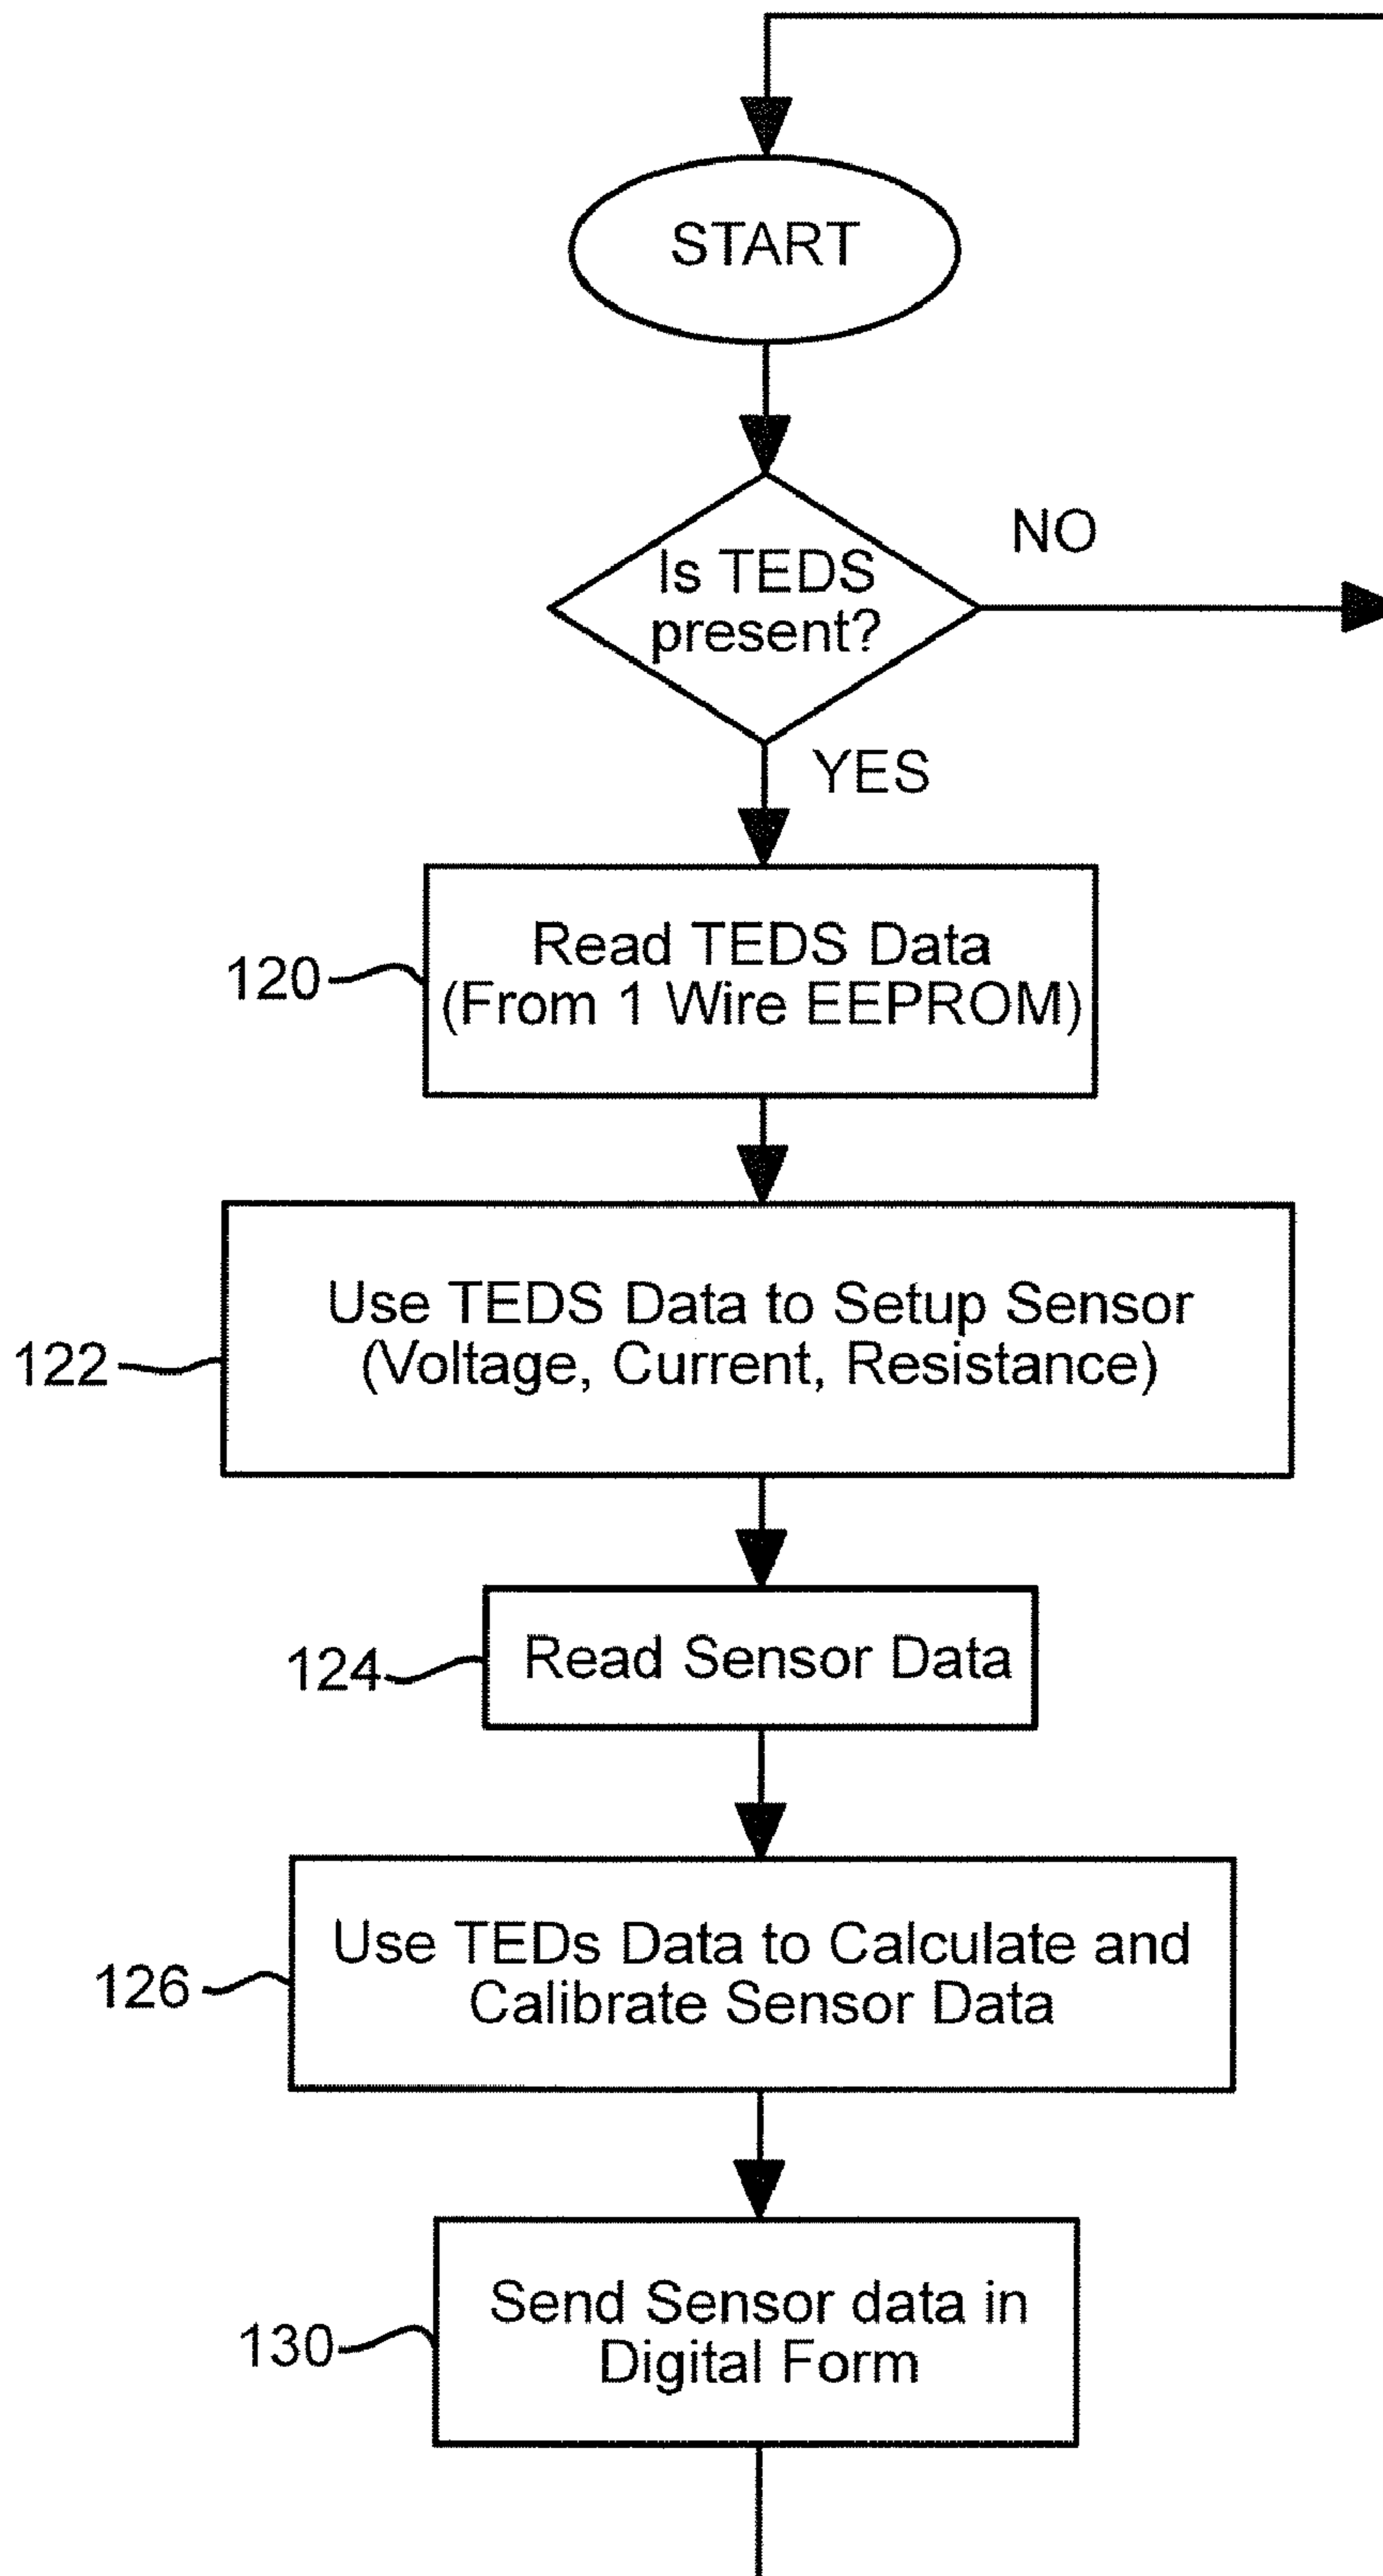 START
Is TEDS
present?
NO
YES
120
Read TEDS Data
(From 1 Wire EEPROM)
122
Use TEDS Data to Setup Sensor
(Voltage, Current, Resistance)
124
Read Sensor Data
126
Use TEDs Data to Calculate and
Calibrate Sensor Data
130
Send Sensor data in
Digital Form